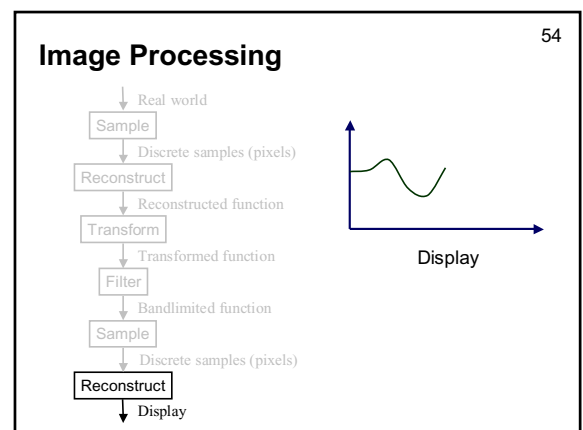 54
Image Processing
Real world
Sample
Discrete samples (pixels)
Reconstruct
Reconstructed function
Transform
Transformed function
Filter
Bandlimited function
Sample
Discrete samples (pixels)
Reconstruct
Display
Display